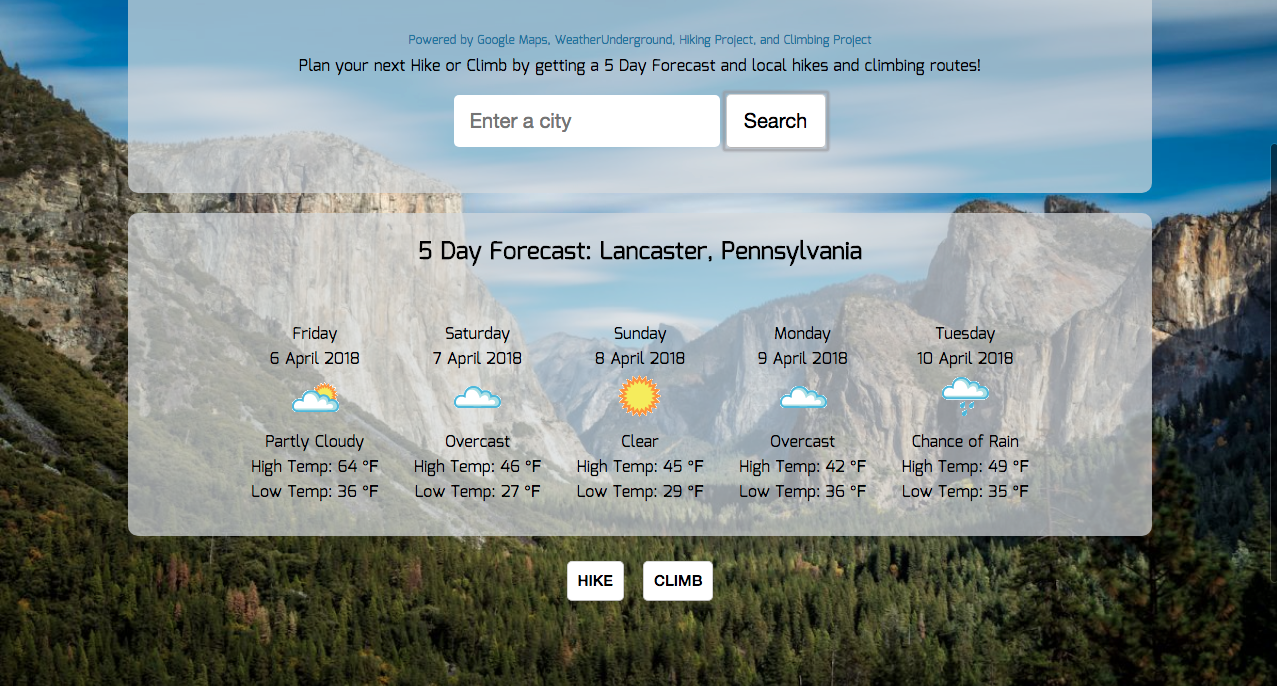 Powered by Google Maps, WeatherUnderground, Hiking Project, and Climbing Project
Plan your next Hike or Climb by getting a 5 Day Forecast and local hikes and climbing routes!
Enter a city
Search
5 Day Forecast: Lancaster, Pennsylvania
Friday
6 April 2018
Partly Cloudy
High Temp: 64 °F
Low Temp: 36 °F
Saturday
7 April 2018
Overcast
High Temp: 46 °F
Low Temp: 27 °F
Sunday
8 April 2018
Clear
High Temp: 45 °F
Low Temp: 29 °F
Monday
9 April 2018
Overcast
High Temp: 42 °F
Low Temp: 36 °F
Tuesday
10 April 2018
Chance of Rain
High Temp: 49 °F
Low Temp: 35 °F
HIKE
CLIMB